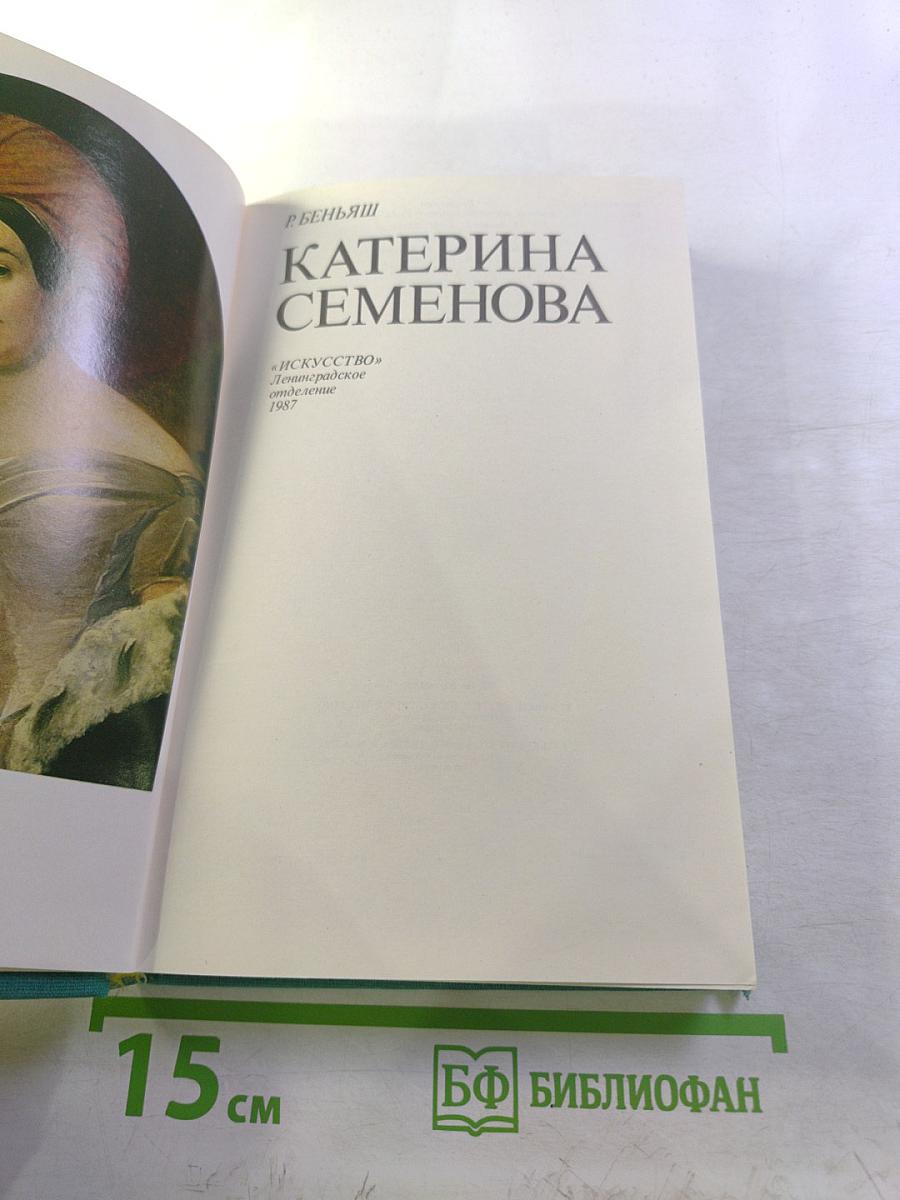 Р. БЕНЬЯШ
КАТЕРИНА
СЕМЕНОВА
«ИСКУССТВО»
Ленинградское
отделение
1987
15 см
БФ БИБЛИОФАН